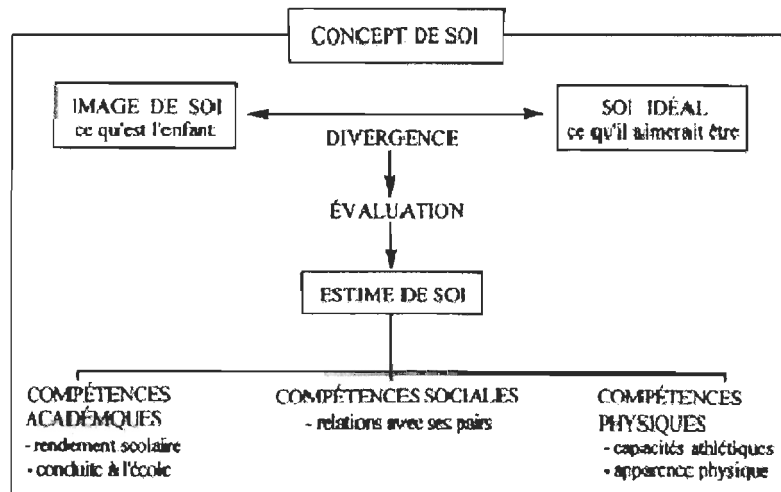 CONCEPT DE SOI
IMAGE DE SOI
ce qu'est l'enfant
SOI IDÉAL
ce qu'il aimerait être
DIVERGENCE
ÉVALUATION
ESTIME DE SOI
COMPÉTENCES
ACADÉMQUES
- rendement scolaire
- conduite à l'école
COMPÉTENCES SOCIALES
- relations avec ses pairs
COMPÉTENCES
PHYSIQUES
- capacités athlétiques
- apparence physique